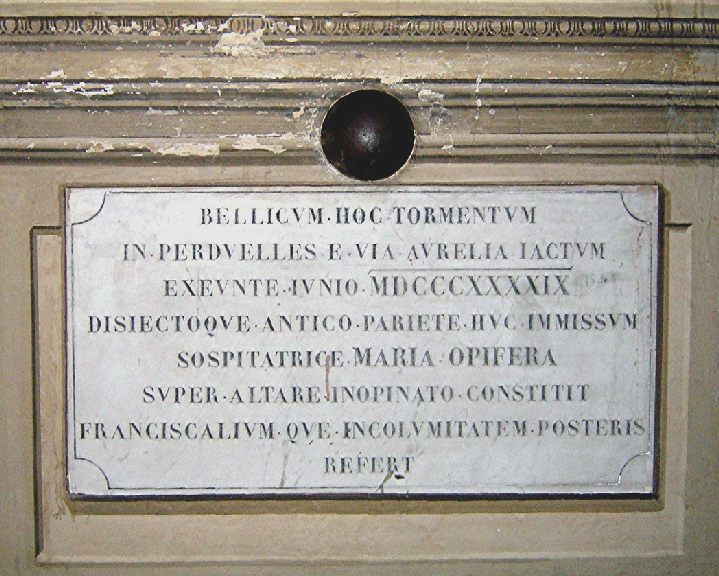 BELLICVM·HOC·TORMENTVM
IN·PERDVELLES·E·VIA·AVRELIA·IACTVM
EXEVNTE·IVNIO·MDCCCXXXXIX
DISIECTOQVE·ANTICO·PARIETE·HVC·IMMISSVM
SOSPITATRICE·MARIA·OPIFERA
SVPER·ALTARE·INOPINATO·CONSTITIT
FRANCISCALIVM·QVE·INCOLVMITATEM·POSTERIS
REFERT